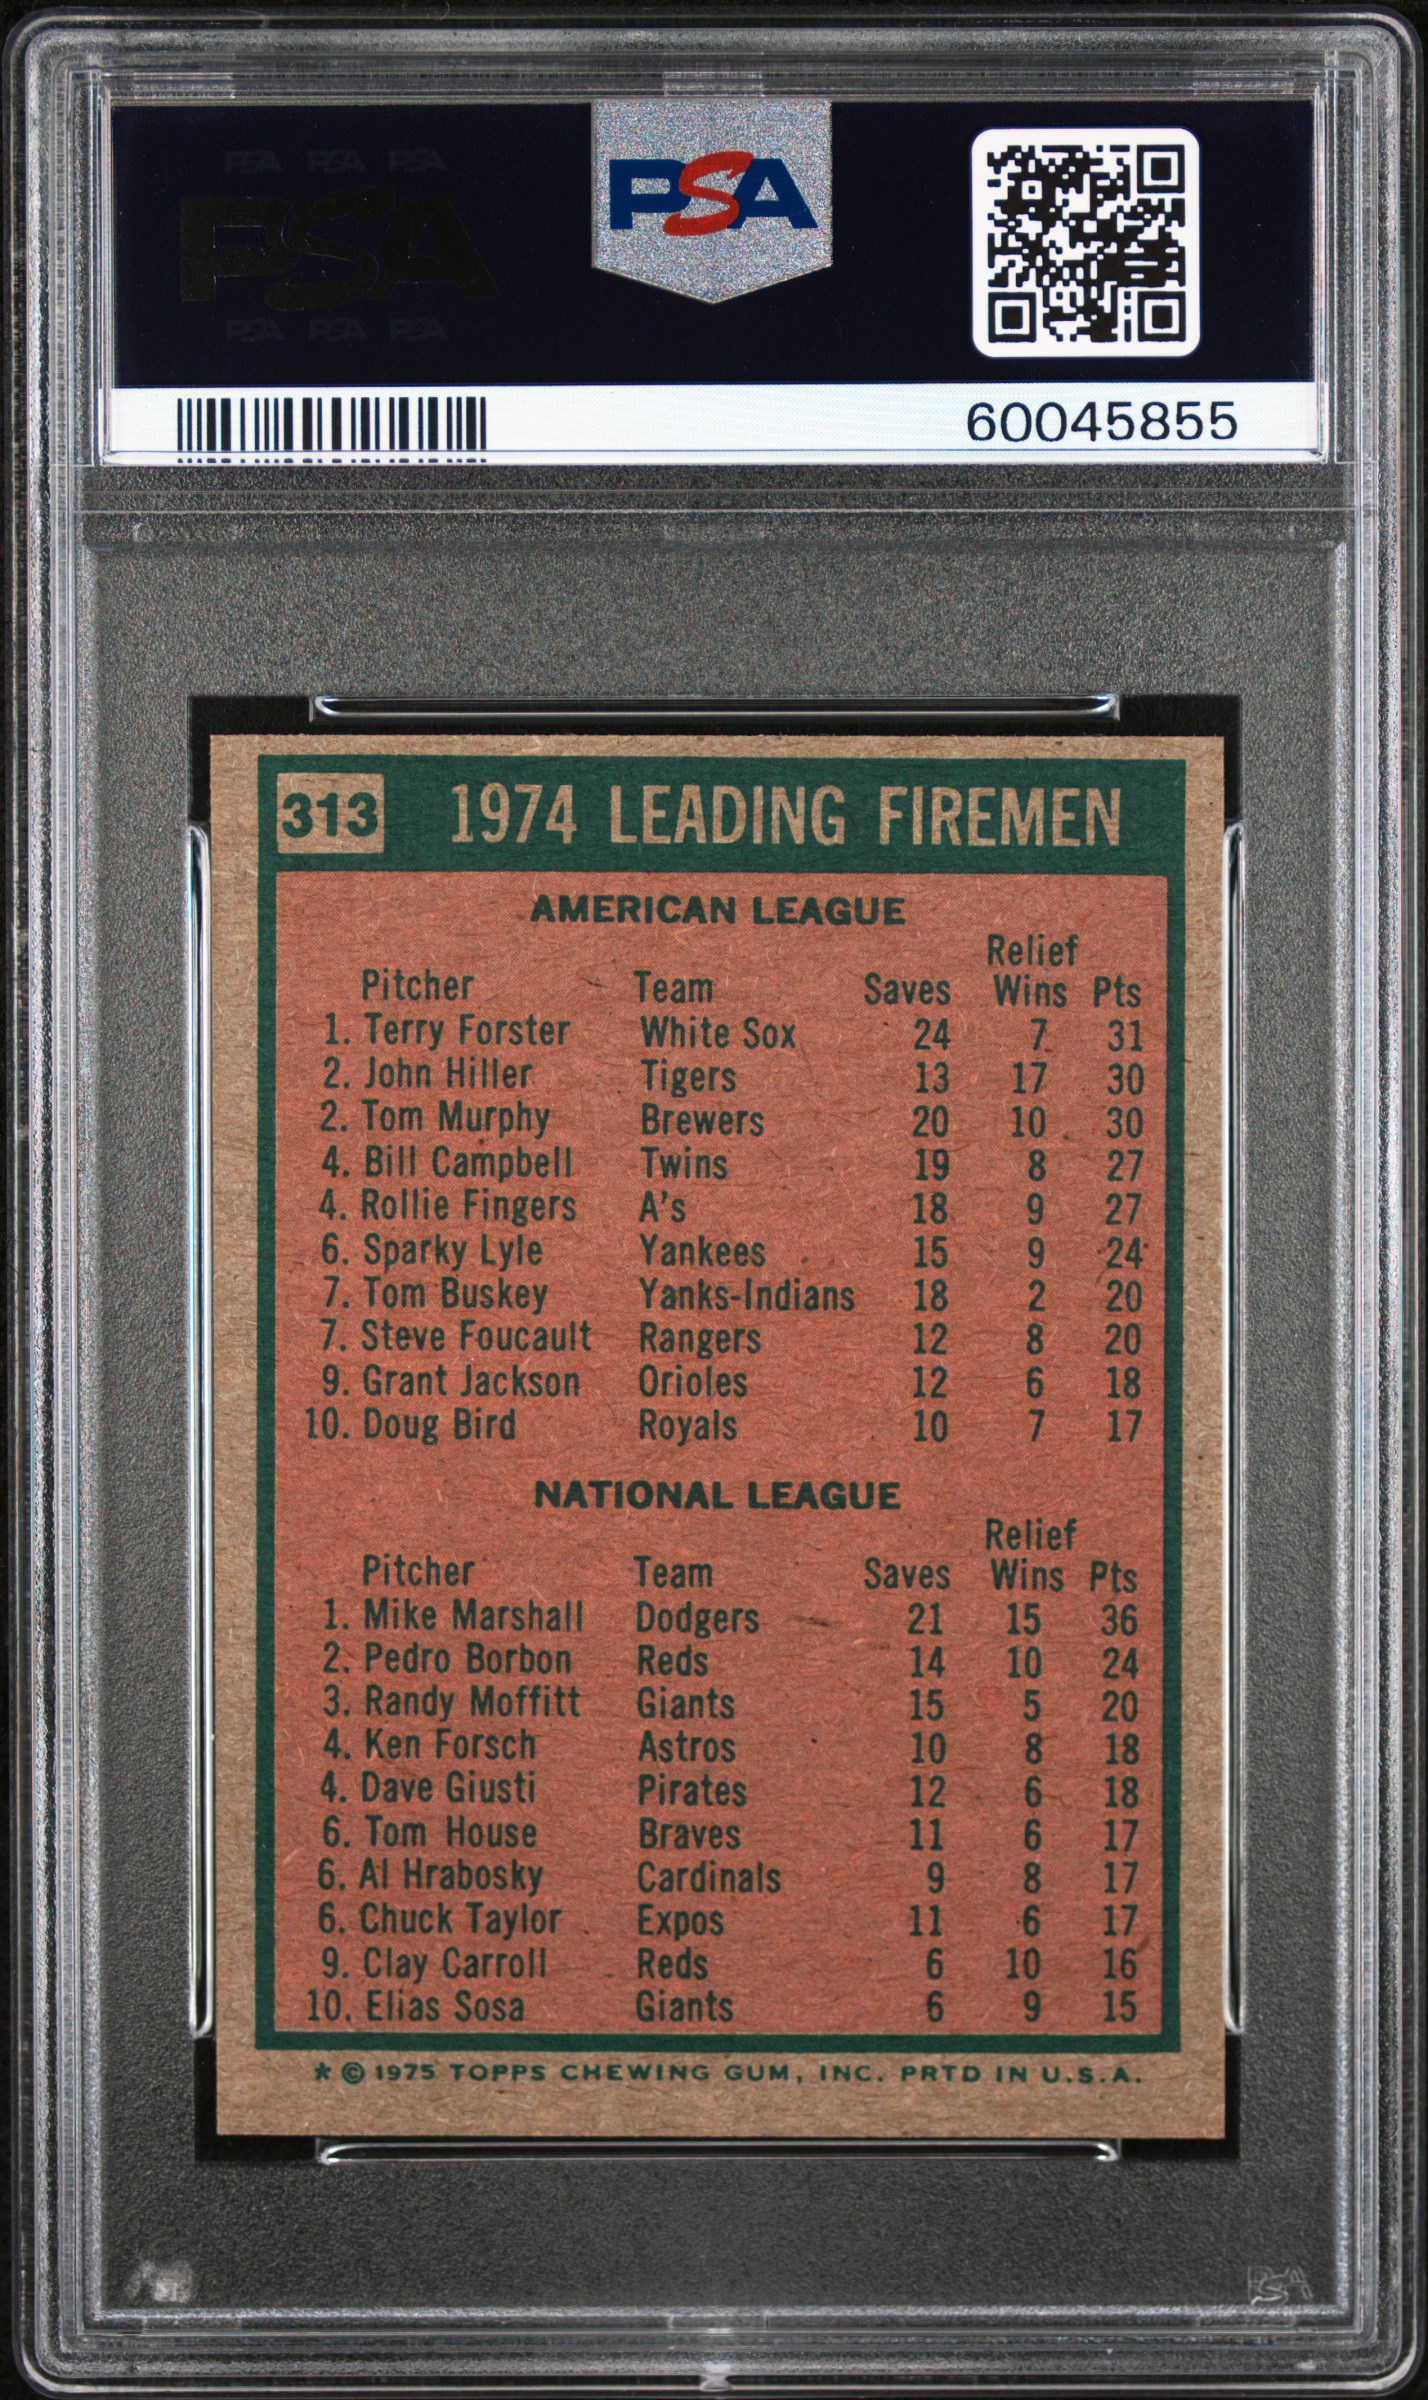 PSA PSA PSA
PSA
PSA PSA PSA
PSA
60045855
313 1974 LEADING FIREMEN
AMERICAN LEAGUE
Pitcher Team Saves Relief Wins Pts
1. Terry Forster White Sox 24 7 31
2. John Hiller Tigers 13 17 30
2. Tom Murphy Brewers 20 10 30
4. Bill Campbell Twins 19 8 27
4. Rollie Fingers A's 18 9 27
6. Sparky Lyle Yankees 15 9 24
7. Tom Buskey Yanks-Indians 18 2 20
7. Steve Foucault Rangers 12 8 20
9. Grant Jackson Orioles 12 6 18
10. Doug Bird Royals 10 7 17
NATIONAL LEAGUE
Pitcher Team Saves Relief Wins Pts
1. Mike Marshall Dodgers 21 15 36
2. Pedro Borbon Reds 14 10 24
3. Randy Moffitt Giants 15 5 20
4. Ken Forsch Astros 10 8 18
4. Dave Giusti Pirates 12 6 18
6. Tom House Braves 11 6 17
6. Al Hrabosky Cardinals 9 8 17
6. Chuck Taylor Expos 11 6 17
9. Clay Carroll Reds 6 10 16
10. Elias Sosa Giants 6 9 15
* © 1975 TOPPS CHEWING GUM, INC. PRTD IN U.S.A.
PSA